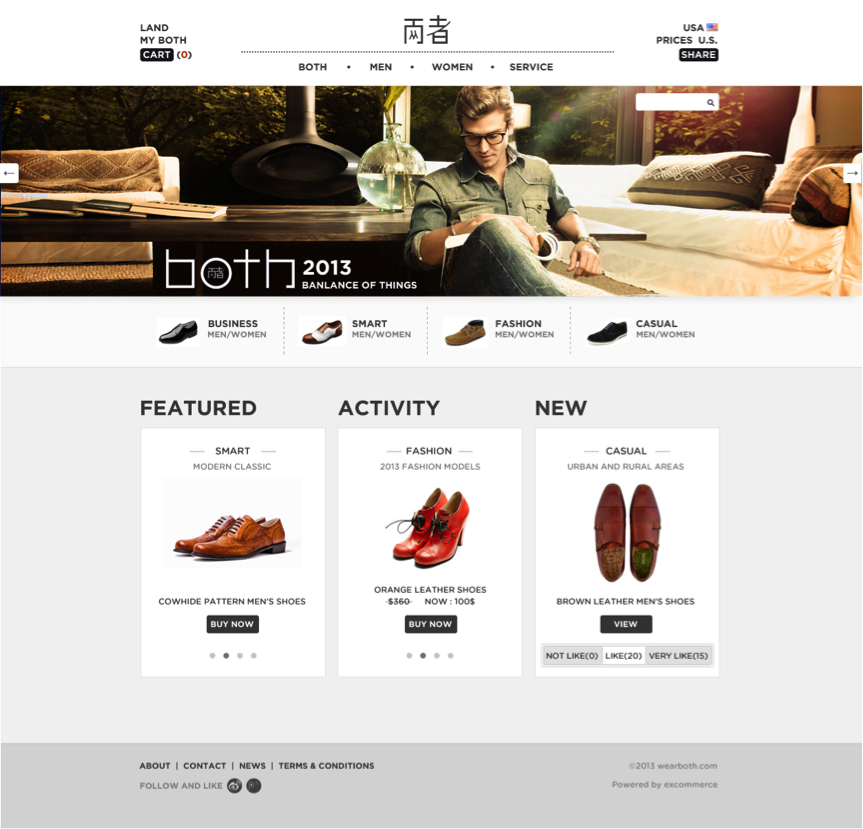 LAND
MY BOTH
CART (0)
两者
USA
PRICES U.S.
SHARE
BOTH • MEN • WOMEN • SERVICE
←
→
both 两者 2013
BANLANCE OF THINGS
BUSINESS
MEN/WOMEN
SMART
MEN/WOMEN
FASHION
MEN/WOMEN
CASUAL
MEN/WOMEN
FEATURED
SMART
MODERN CLASSIC
COWHIDE PATTERN MEN'S SHOES
BUY NOW
ACTIVITY
FASHION
2013 FASHION MODELS
ORANGE LEATHER SHOES
-$360- NOW : 100$
BUY NOW
NEW
CASUAL
URBAN AND RURAL AREAS
BROWN LEATHER MEN'S SHOES
VIEW
NOT LIKE(0) LIKE(20) VERY LIKE(15)
ABOUT | CONTACT | NEWS | TERMS & CONDITIONS
FOLLOW AND LIKE
©2013 wearboth.com
Powered by excommerce